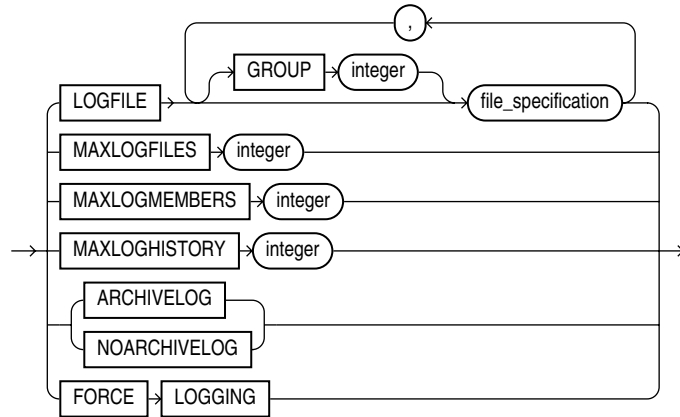 ,
GROUP integer
LOGFILE file_specification
MAXLOGFILES integer
MAXLOGMEMBERS integer
MAXLOGHISTORY integer
ARCHIVELOG
NOARCHIVELOG
FORCE LOGGING